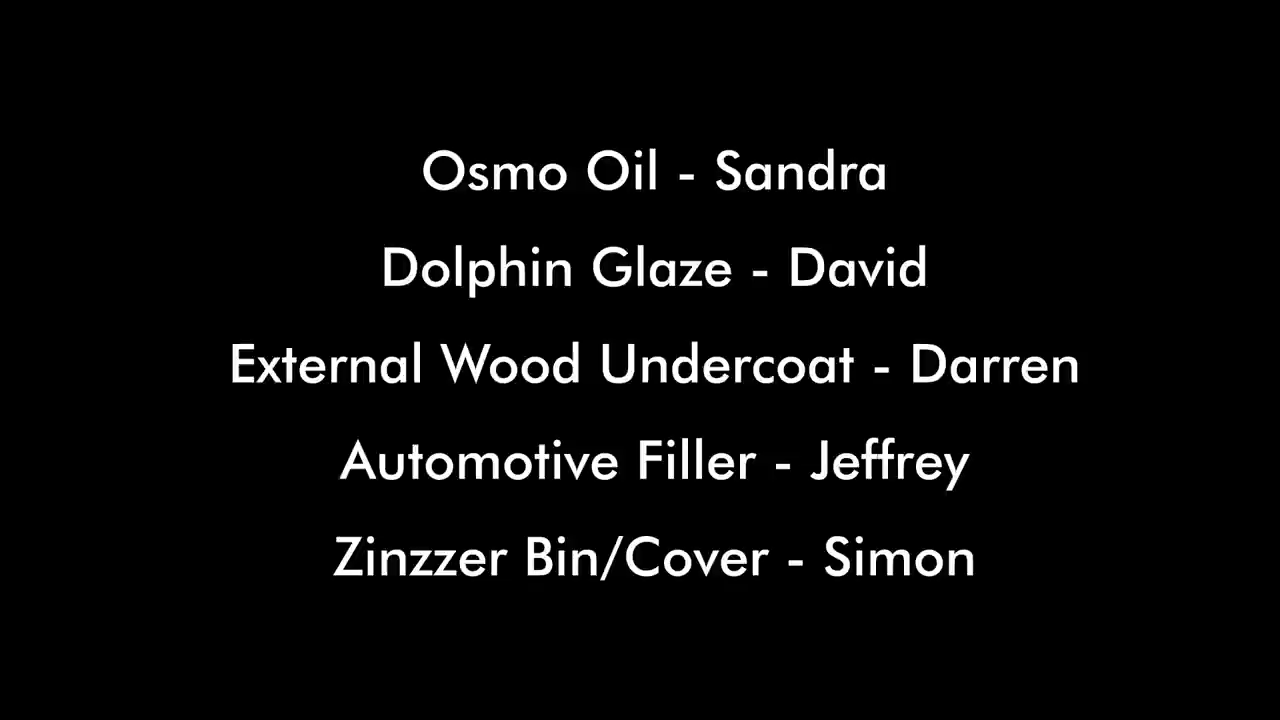 Osmo Oil - Sandra
Dolphin Glaze - David
External Wood Undercoat - Darren
Automotive Filler - Jeffrey
Zinzzer Bin/Cover - Simon